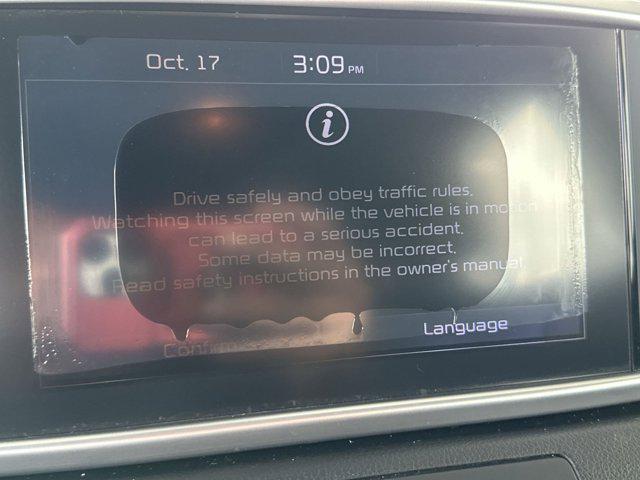 Oct. 17 3:09 PM
Drive safely and obey traffic rules.
Watching this screen while the vehicle is in motion
can lead to a serious accident.
Some data may be incorrect.
Read safety instructions in the owner's manual.
Confirm Language